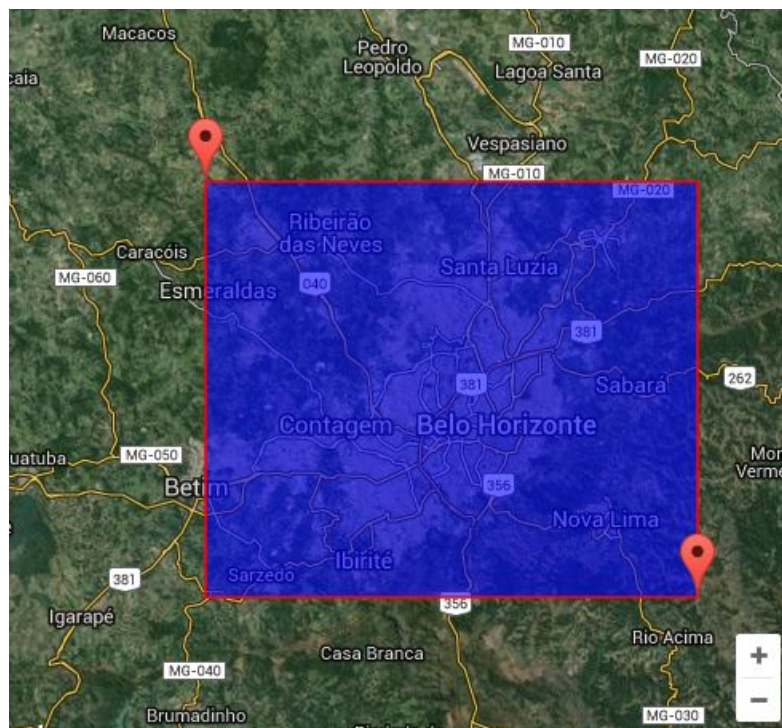 Macacos
Pedro
Leopoldo
MG-010
MG-020
Lagoa Santa
caia
Vespasiano
MG-010
MG-020
Ribeirão
das Neves
Caracóis
Santa Luzia
MG-060
Esmeraldas
040
381
381
262
Sabará
Contagem
Belo Horizonte
uatuba
MG-050
Mor
Verme
Betim
356
Nova Lima
Ibirité
381
Sarzedo
356
Igarapé
Rio Acima
Casa Branca
+
MG-040
−
Brumadinho
MG-030